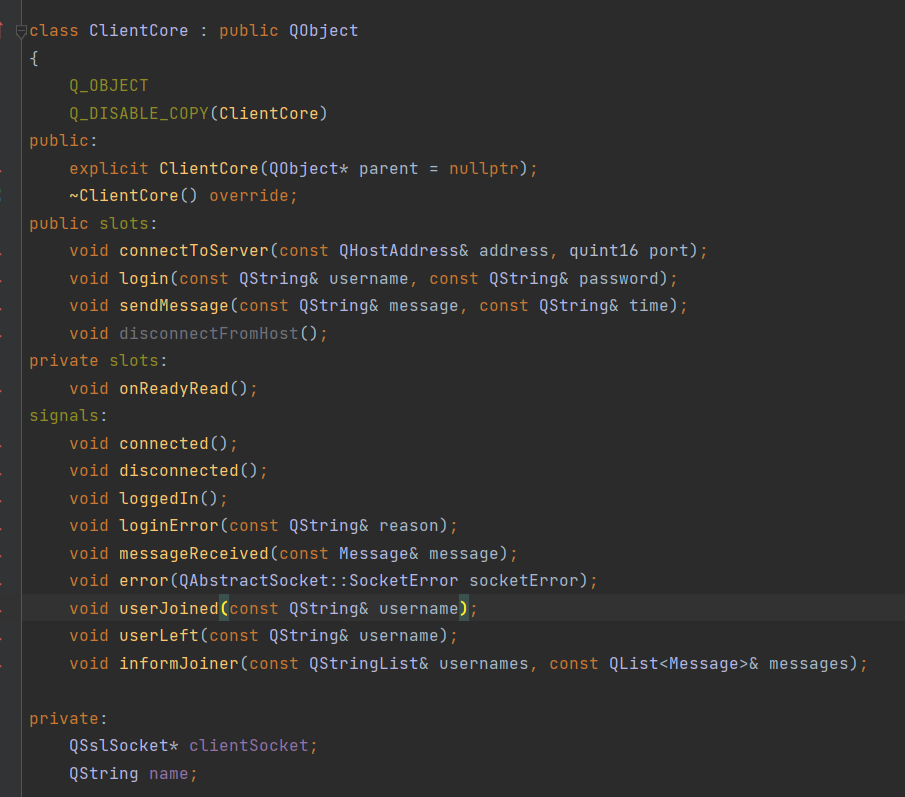 class ClientCore : public QObject
{
    Q_OBJECT
    Q_DISABLE_COPY(ClientCore)
public:
    explicit ClientCore(QObject* parent = nullptr);
    ~ClientCore() override;
public slots:
    void connectToServer(const QHostAddress& address, quint16 port);
    void login(const QString& username, const QString& password);
    void sendMessage(const QString& message, const QString& time);
    void disconnectFromHost();
private slots:
    void onReadyRead();
signals:
    void connected();
    void disconnected();
    void loggedIn();
    void loginError(const QString& reason);
    void messageReceived(const Message& message);
    void error(QAbstractSocket::SocketError socketError);
    void userJoined(const QString& username);
    void userLeft(const QString& username);
    void informJoiner(const QStringList& usernames, const QList<Message>& messages);

private:
    QSslSocket* clientSocket;
    QString name;